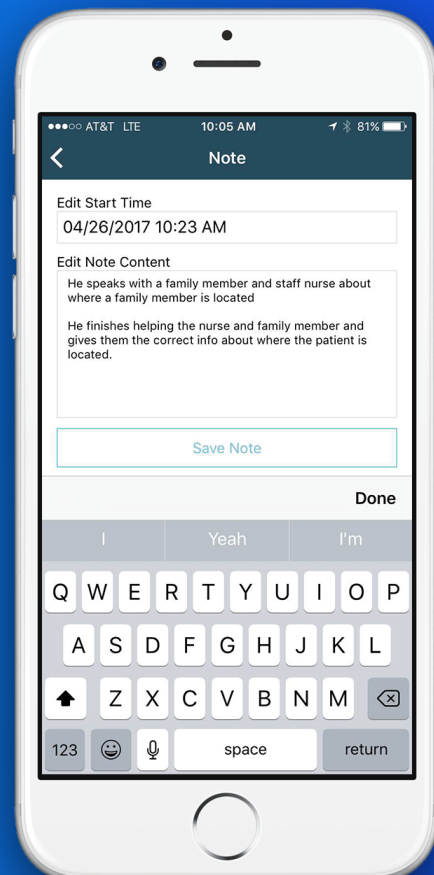 AT&T LTE 10:05 AM 81%
Note
Edit Start Time
04/26/2017 10:23 AM
Edit Note Content
He speaks with a family member and staff nurse about
where a family member is located
He finishes helping the nurse and family member and
gives them the correct info about where the patient is
located.
Save Note
Done
I Yeah I'm
Q W E R T Y U I O P
A S D F G H J K L
Z X C V B N M
123 space return